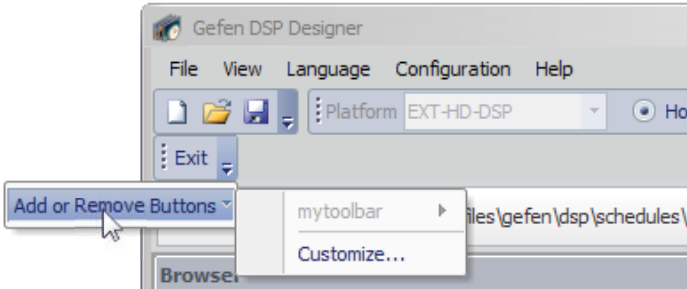 Gefen DSP Designer
File View Language Configuration Help
Platform EXT-HD-DSP Ho
Exit
Add or Remove Buttons
mytoolbar
files\gefen\dsp\schedules\
Customize...
Browser